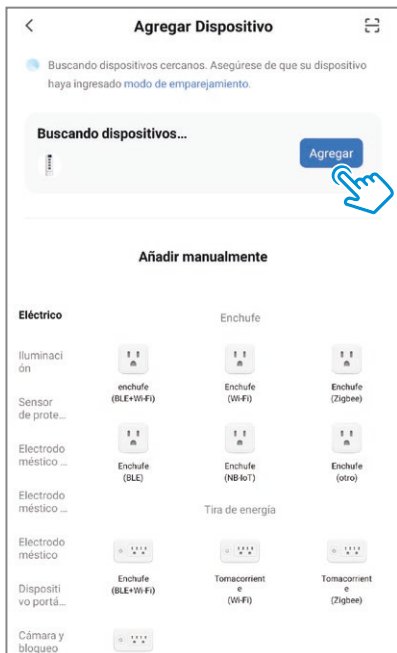 Agregar Dispositivo
Buscando dispositivos cercanos. Asegúrese de que su dispositivo
haya ingresado modo de emparejamiento.
Buscando dispositivos...
Agregar
Añadir manualmente
Eléctrico
Iluminaci
ón
Sensor
de prote...
Electrodo
méstico ...
Electrodo
méstico ...
Electrodo
méstico
Dispositi
vo portá...
Cámara y
bloqueo
Enchufe
enchufe
(BLE+Wi-Fi)
Enchufe
(Wi-Fi)
Enchufe
(Zigbee)
Enchufe
(BLE)
Enchufe
(NB-IoT)
Enchufe
(otro)
Tira de energía
Enchufe
(BLE+Wi-Fi)
Tomacorrient
e
(Wi-Fi)
Tomacorrient
e
(Zigbee)